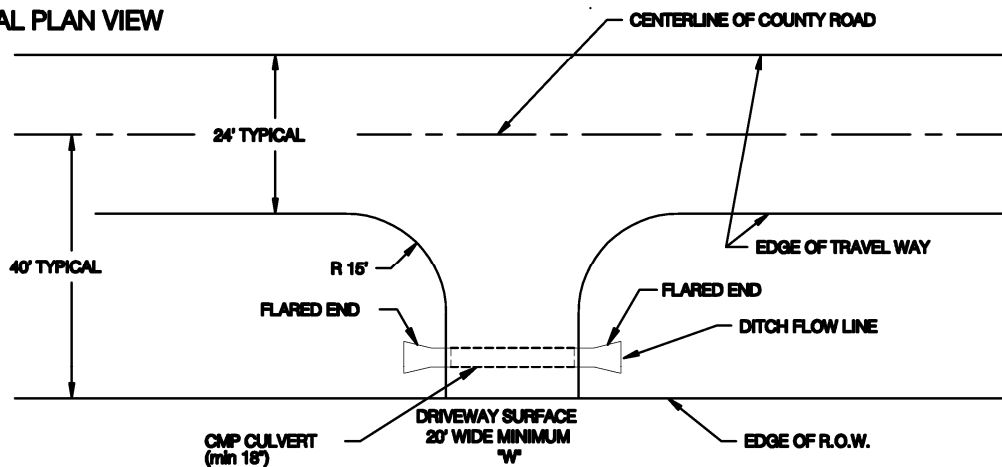 AL PLAN VIEW
CENTERLINE OF COUNTY ROAD
24' TYPICAL
40' TYPICAL
R 15'
EDGE OF TRAVEL WAY
FLARED END
FLARED END
DITCH FLOW LINE
DRIVEWAY SURFACE
20' WIDE MINIMUM
"W"
CMP CULVERT
(min 18")
EDGE OF R.O.W.